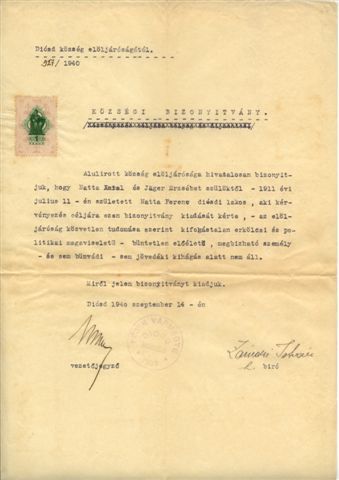 Diósd község elöljáróságától.
/1940
KÖZSÉGI BIZONYITVÁNY.
Alulirott község elöljárósága hivatalosan bizonyit-
juk, hogy Matta Antal és Jäger Erzsébet szülőktől - 1911 évi
julius 11 - én született Matta Ferenc diósdi lakos, aki kér-
vényezés céljára ezen bizonyitvány kiadását kérte, - az elöl-
járóság közvetlen tudomása szerint kifogástalan erkölcsi és po-
litikai magaviseletü - büntetlen előéletü, megbizható személy
- és sem bünvádi - sem jövedéki kihágás alatt nem áll.
Miről jelen bizonyitványt kiadjuk.
Diósd 1940 szeptember 14 - én
vezetőjegyző
biró